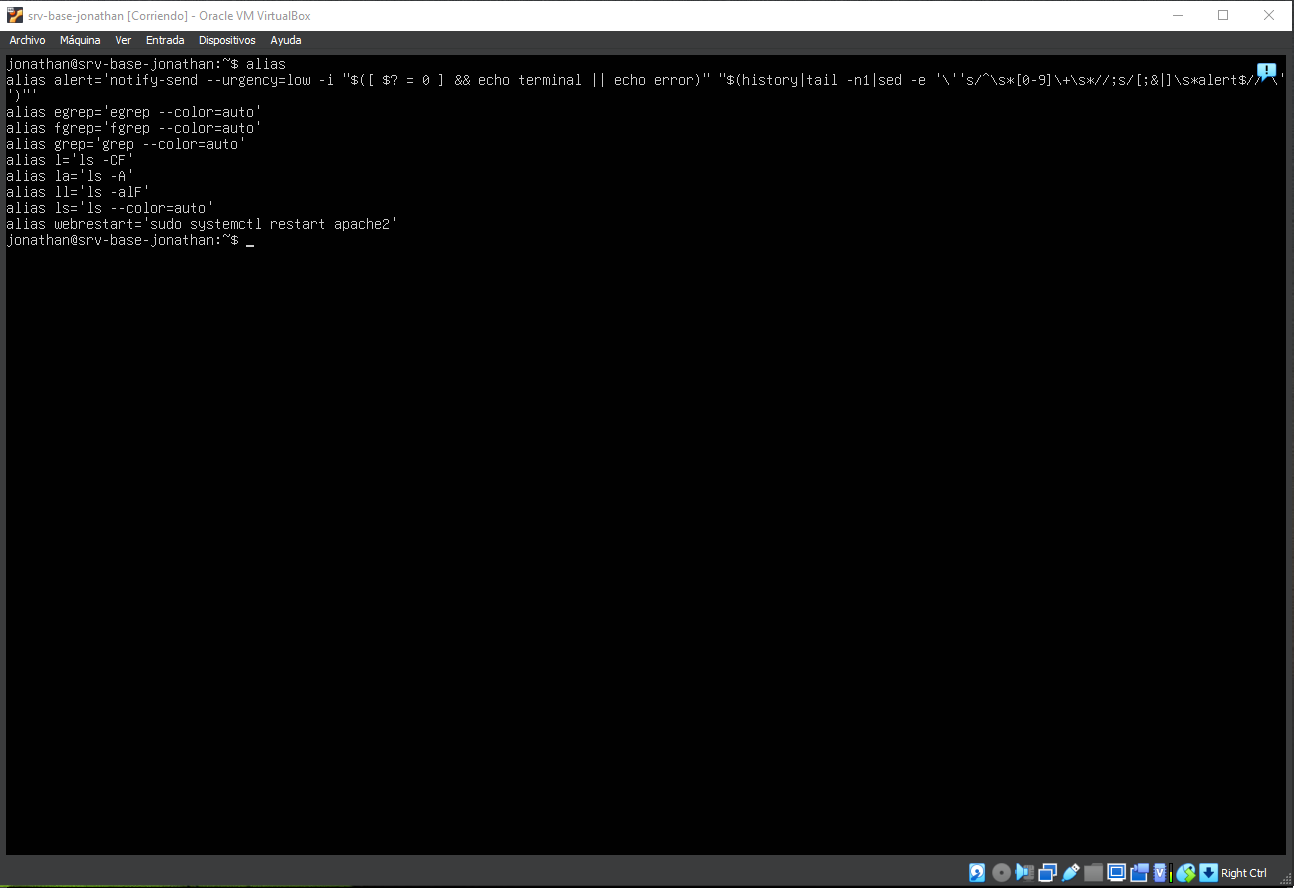 srv-base-jonathan [Corriendo] - Oracle VM VirtualBox
Archivo Máquina Ver Entrada Dispositivos Ayuda
jonathan@srv-base-jonathan:~$ alias
alias alert='notify-send --urgency=low -i "$([ $? = 0 ] && echo terminal || echo error)" "$(history|tail -n1|sed -e '\''s/^\s*[0-9]\+\s*//;s/[;&|]\s*alert$//'\'
')"'
alias egrep='egrep --color=auto'
alias fgrep='fgrep --color=auto'
alias grep='grep --color=auto'
alias l='ls -CF'
alias la='ls -A'
alias ll='ls -alF'
alias ls='ls --color=auto'
alias webrestart='sudo systemctl restart apache2'
jonathan@srv-base-jonathan:~$ _
Right Ctrl